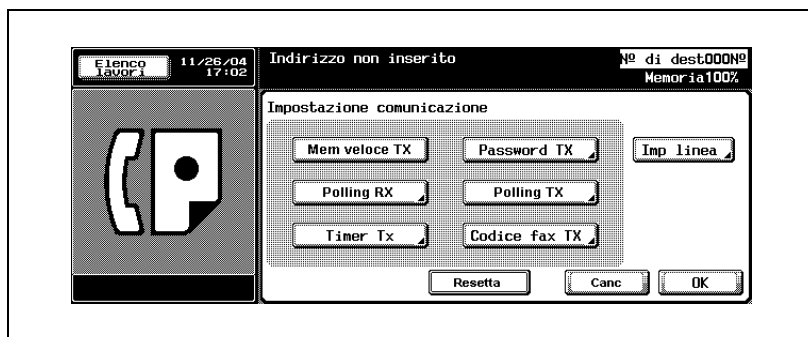 Elenco lavori
11/26/04
17:02
Indirizzo non inserito
Nº di dest000Nº
Memoria100%
Impostazione comunicazione
Mem veloce TX
Password TX
Imp linea
Polling RX
Polling TX
Timer Tx
Codice fax TX
Resetta
Canc
OK